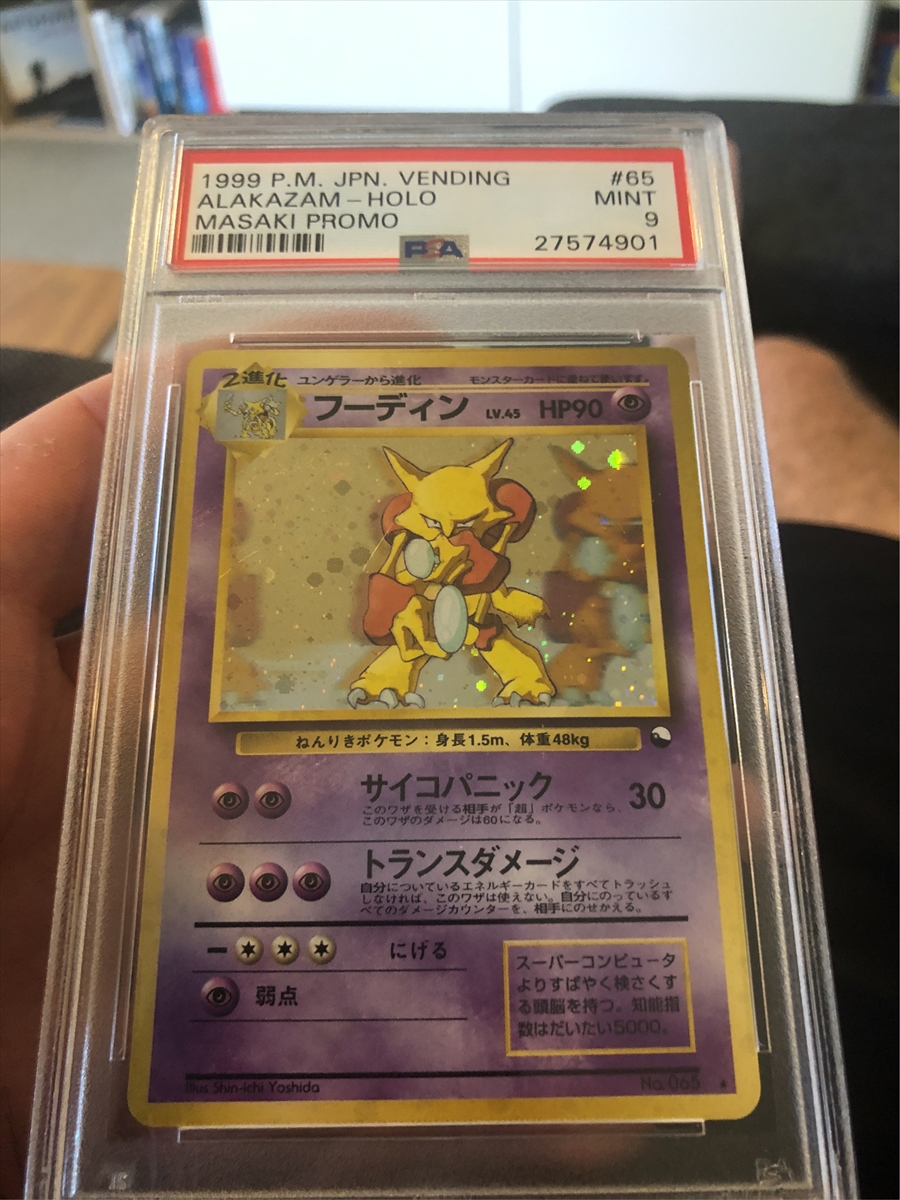 1999 P.M. JPN. VENDING #65
ALAKAZAM-HOLO MINT
MASAKI PROMO 9
PSA 27574901
2進化 ユンゲラーから進化 モンスターカードに重ねて使います。
フーディン LV.45 HP90
ねんりきポケモン：身長1.5m、体重48kg
サイコパニック 30
このワザを受ける相手が「超」ポケモンなら、
このワザのダメージは60になる。
トランスダメージ
自分についているエネルギーカードをすべてトラッシュ
しなければ、このワザは使えない。自分にのっているす
べてのダメージカウンターを、相手にのせかえる。
にげる
弱点
スーパーコンピュータ
よりすばやく検さくす
る頭脳を持つ。知能指
数はだいたい5000。
Illus Shin-ichi Yoshida No.065 ★